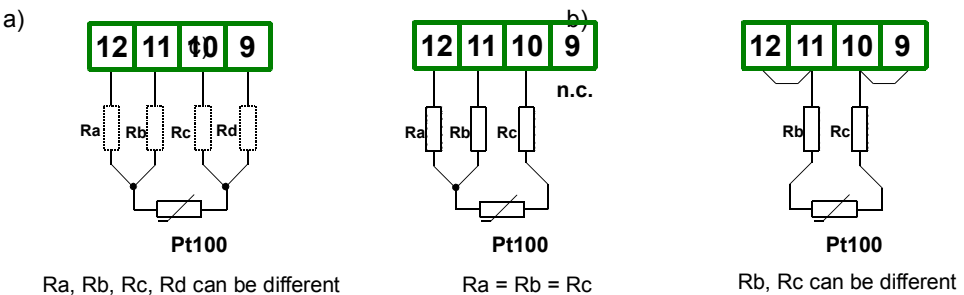 a)
12 11 10 9
c)
Ra Rb Rc Rd
Pt100
Ra, Rb, Rc, Rd can be different
b)
12 11 10 9
n.c.
Ra Rb Rc
Pt100
Ra = Rb = Rc
12 11 10 9
Rb Rc
Pt100
Rb, Rc can be different